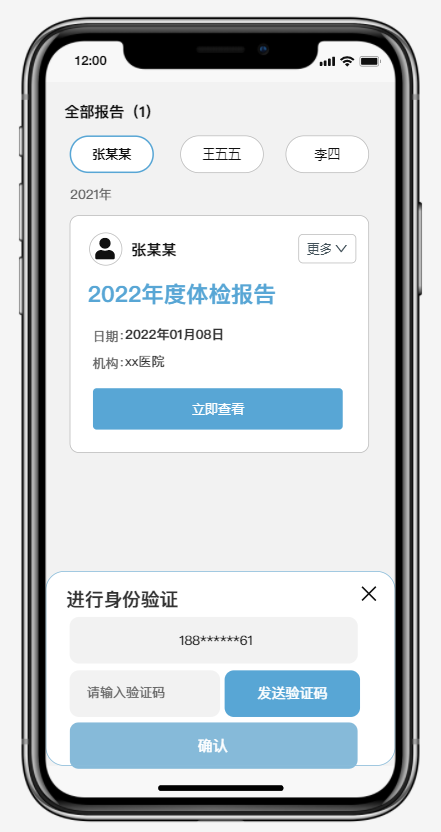 12:00
全部报告（1）
张某某 王五五 李四
2021年
张某某 更多
2022年度体检报告
日期：2022年01月08日
机构：xx医院
立即查看
进行身份验证
188******61
请输入验证码 发送验证码
确认